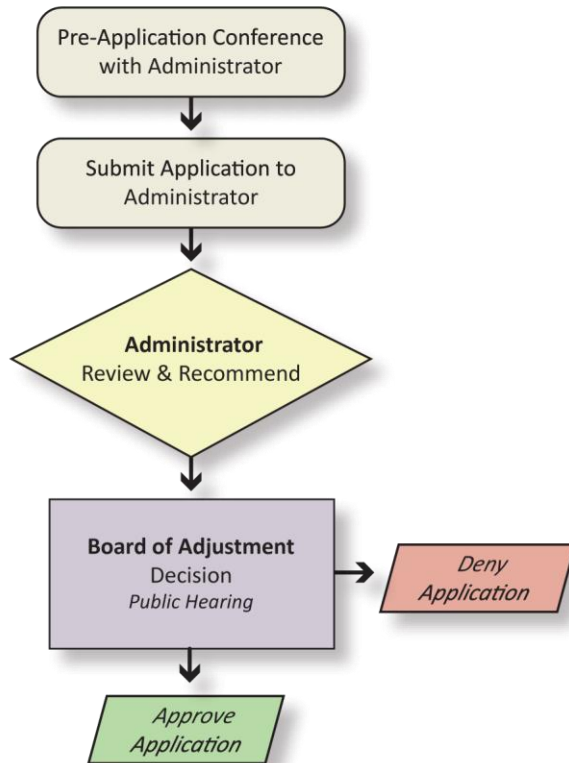 Pre-Application Conference
with Administrator
Submit Application to
Administrator
Administrator
Review & Recommend
Board of Adjustment
Decision
Public Hearing
Deny
Application
Approve
Application